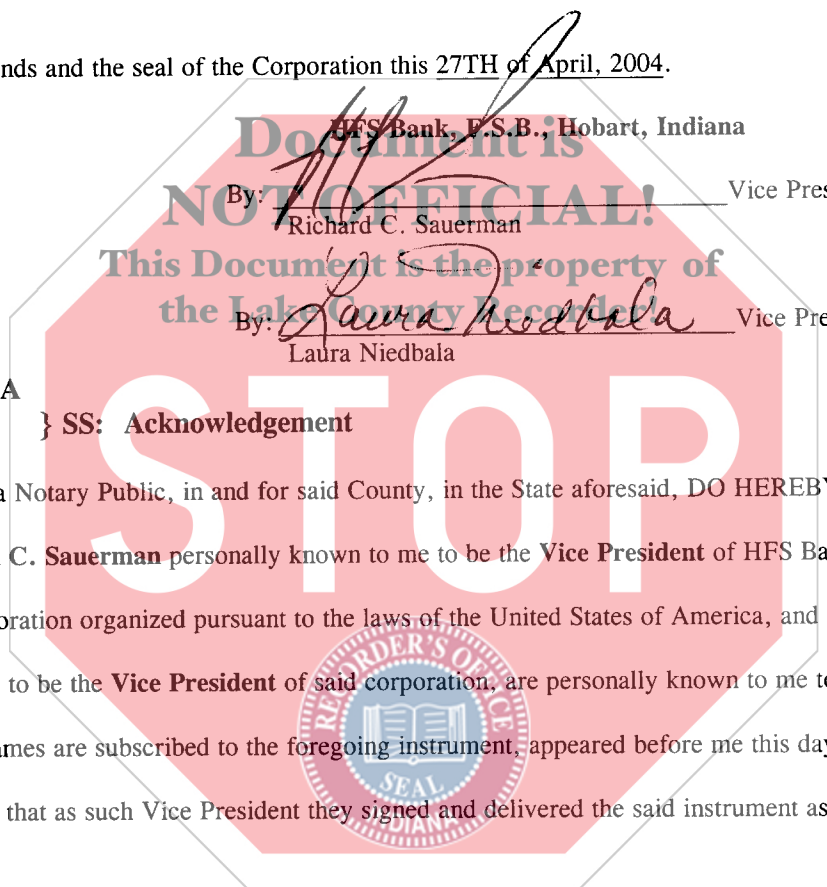 nds and the seal of the Corporation this 27TH of April, 2004.
HFS Bank, F.S.B., Hobart, Indiana
Document is
By: Vice Pres
NOT OFFICIAL!
Richard C. Sauerman
This Document is the property of
the Lake County Recorder!
By: Laura Niedbala Vice Pre
Laura Niedbala
A
} SS: Acknowledgement
STOP
a Notary Public, in and for said County, in the State aforesaid, DO HEREBY
C. Sauerman personally known to me to be the Vice President of HFS Ba
oration organized pursuant to the laws of the United States of America, and
to be the Vice President of said corporation, are personally known to me to
ames are subscribed to the foregoing instrument, appeared before me this day
that as such Vice President they signed and delivered the said instrument as
RECORDER'S OFFICE
SEAL
INDIANA